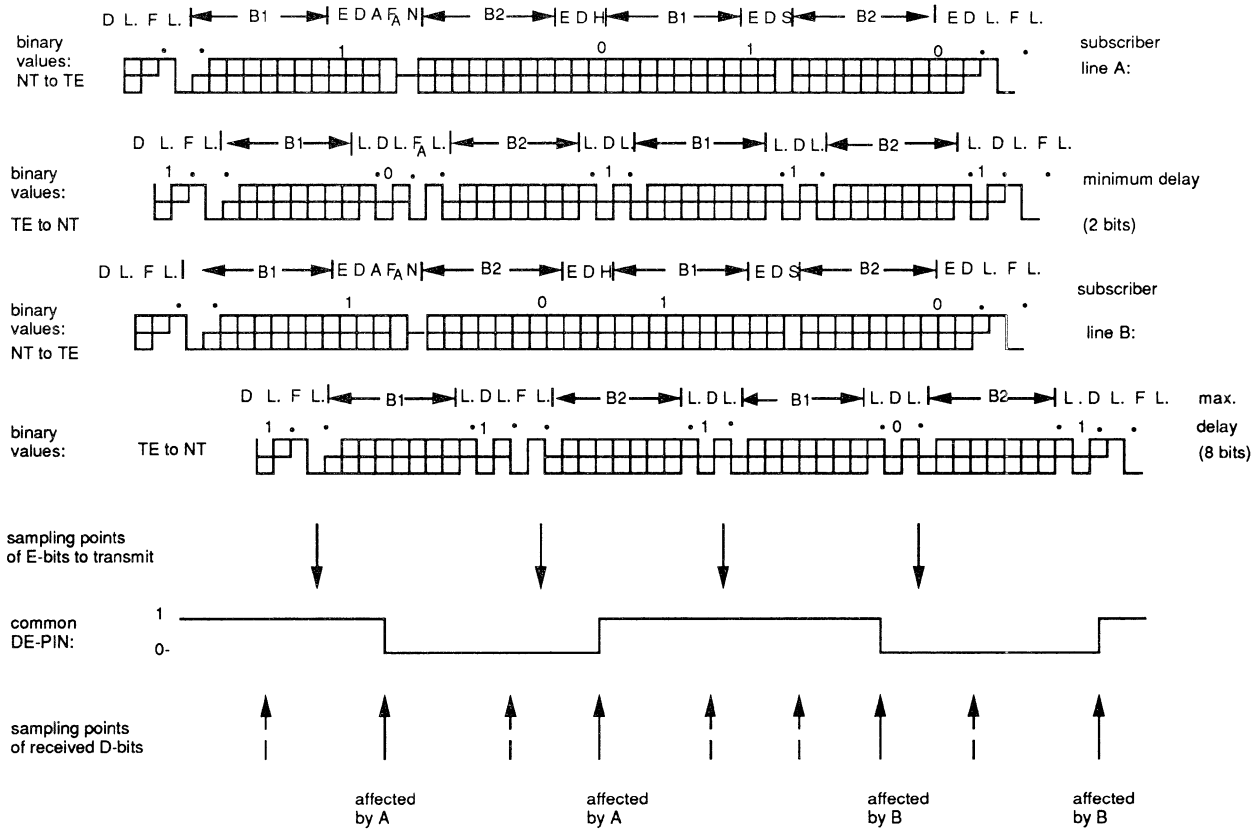 D L. F L. B1 E D A FA N B2 E D H B1 E D S B2 E D L. F L.
binary values: NT to TE
1 0 1 0
subscriber line A:
D L. F L. B1 L. D L. FA L. B2 L. D L. B1 L. D L. B2 L. D L. F L.
binary values: TE to NT
1 0 1 1 1
minimum delay (2 bits)
D L. F L. B1 E D A FA N B2 E D H B1 E D S B2 E D L. F L.
binary values: NT to TE
1 0 1 0
subscriber line B:
D L. F L. B1 L. D L. F L. B2 L. D L. B1 L. D L. B2 L. D L. F L.
binary values: TE to NT
1 1 1 0 1
max. delay (8 bits)
sampling points
of E-bits to transmit
common
DE-PIN:
1
0-
sampling points
of received D-bits
affected by A
affected by A
affected by B
affected by B